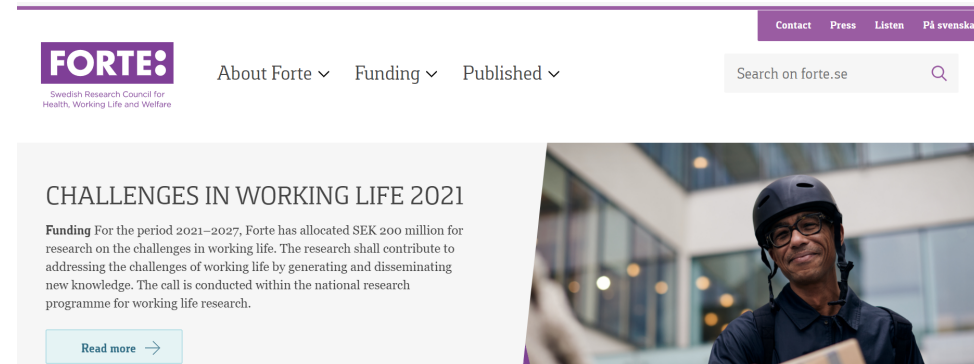 Contact Press Listen På svenska
FORTE:
Swedish Research Council for
Health, Working Life and Welfare
About Forte Funding Published
Search on forte.se
CHALLENGES IN WORKING LIFE 2021
Funding For the period 2021–2027, Forte has allocated SEK 200 million for
research on the challenges in working life. The research shall contribute to
addressing the challenges of working life by generating and disseminating
new knowledge. The call is conducted within the national research
programme for working life research.
Read more